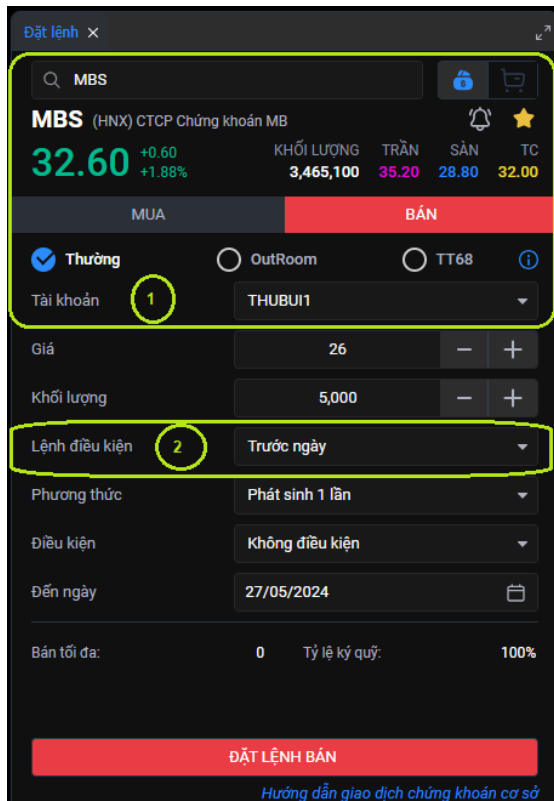 Đặt lệnh ×
MBS
6
MBS (HNX) CTCP Chứng khoán MB
32.60 +0.60 +1.88%
KHỐI LƯỢNG TRẦN SÀN TC
3,465,100 35.20 28.80 32.00
MUA BÁN
Thường OutRoom TT68
Tài khoản 1 THUBUI1
Giá 26 − +
Khối lượng 5,000 − +
Lệnh điều kiện 2 Trước ngày
Phương thức Phát sinh 1 lần
Điều kiện Không điều kiện
Đến ngày 27/05/2024
Bán tối đa: 0 Tỷ lệ ký quỹ: 100%
ĐẶT LỆNH BÁN
Hướng dẫn giao dịch chứng khoán cơ sở